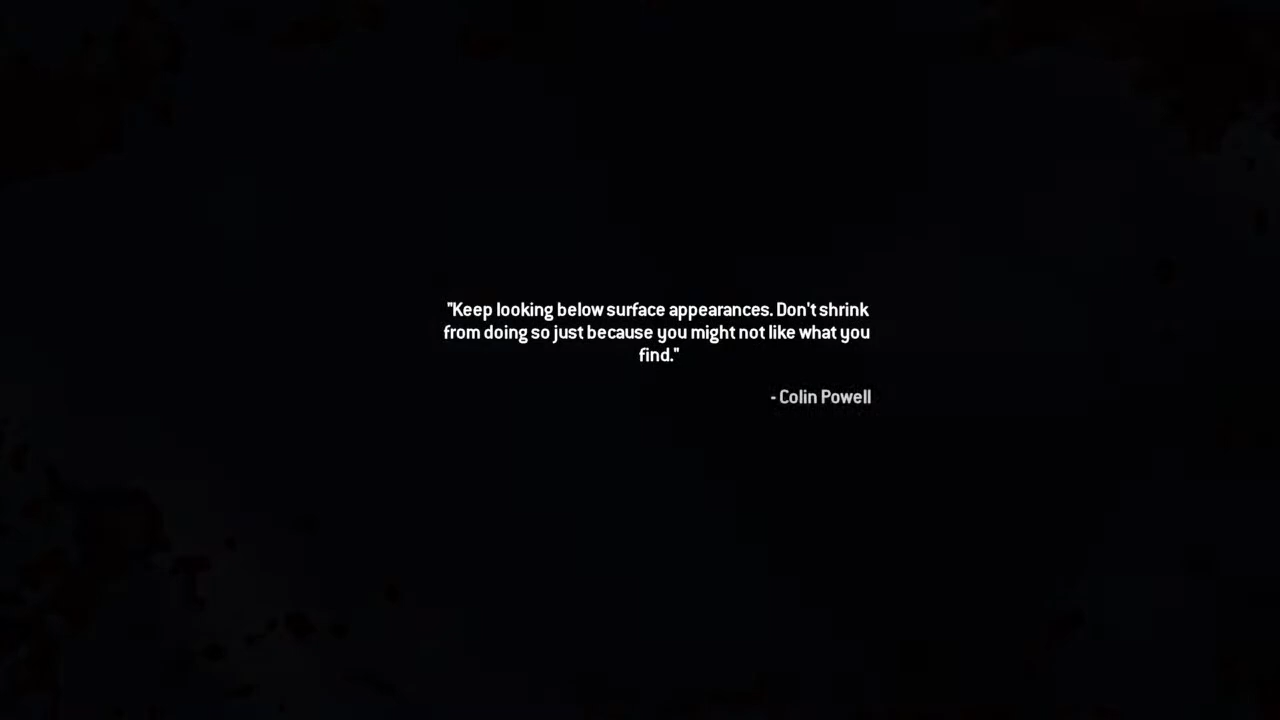 "Keep looking below surface appearances. Don't shrink
from doing so just because you might not like what you
find."
- Colin Powell